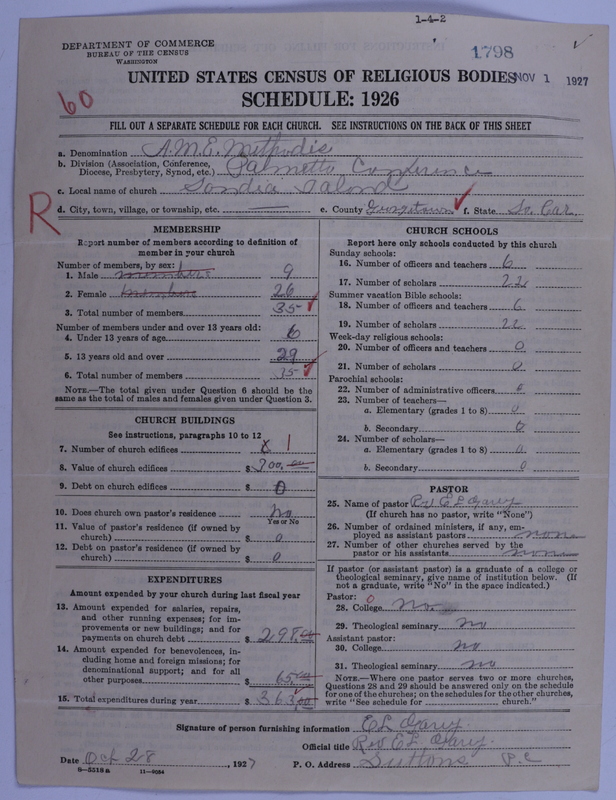 1-4-2
DEPARTMENT OF COMMERCE
BUREAU OF THE CENSUS
WASHINGTON
1798
UNITED STATES CENSUS OF RELIGIOUS BODIES
NOV 1 1927
SCHEDULE: 1926
60
FILL OUT A SEPARATE SCHEDULE FOR EACH CHURCH. SEE INSTRUCTIONS ON THE BACK OF THIS SHEET
a. Denomination A.M.E. Methodis
b. Division (Association, Conference, Diocese, Presbytery, Synod, etc.) Palmetto Conference
c. Local name of church
R
d. City, town, village, or township, etc. — e. County Georgetown f. State So. Car.
MEMBERSHIP
Report number of members according to definition of
member in your church
Number of members, by sex: 1
1. Male members 9
2. Female members 26
3. Total number of members 35
Number of members under and over 13 years old:
4. Under 13 years of age 6
5. 13 years old and over 29
6. Total number of members 35
NOTE.—The total given under Question 6 should be
same as the total of males and females given under Question 3.
CHURCH BUILDINGS
See instructions, paragraphs 10 to 12
7. Number of church edifices 1
8. Value of church edifices $ 300.00
9. Debt on church edifices $ 0
10. Does church own pastor's residence No
Yes or No
11. Value of pastor's residence (if owned by
church) $ 0
12. Debt on pastor's residence (if owned by
church) $ 0
EXPENDITURES
Amount expended by your church during last fiscal year
13. Amount expended for salaries, repairs,
and other running expenses; for im-
provements or new buildings; and for
payments on church debt $ 298.00
14. Amount expended for benevolences, in-
cluding home and foreign missions; for
denominational support; and for all
other purposes $ 65.00
15. Total expenditures during year $ 363.00
CHURCH SCHOOLS
Report here only schools conducted by this church
Sunday schools:
16. Number of officers and teachers 6
17. Number of scholars 22
Summer vacation Bible schools:
18. Number of officers and teachers 6
19. Number of scholars 22
Week-day religious schools:
20. Number of officers and teachers 0
21. Number of scholars 0
Parochial schools:
22. Number of administrative officers 0
23. Number of teachers—
a. Elementary (grades 1 to 8) 0
b. Secondary 0
24. Number of scholars—
a. Elementary (grades 1 to 8) 0
b. Secondary 0
PASTOR
25. Name of pastor Rev E L
(If church has no pastor, write "None")
26. Number of ordained ministers, if any, em-
ployed as assistant pastors none
27. Number of other churches served by the
pastor or his assistants none
If pastor (or assistant pastor) is a graduate of a college or
theological seminary, give name of institution below. (If
not a graduate, write "No" in the space indicated.)
Pastor: 0
28. College No
29. Theological seminary No
Assistant pastor:
30. College No
31. Theological seminary No
NOTE.—Where one pastor serves two or more churches,
Questions 28 and 29 should be answered only on the schedule
for one of the churches; on the schedules for the other churches,
write "See schedule for church."
Signature of person furnishing information E L
Official title Rev E L
Date Oct 28, 1927 P. O. Address Suttons
8-5518a 11-9054